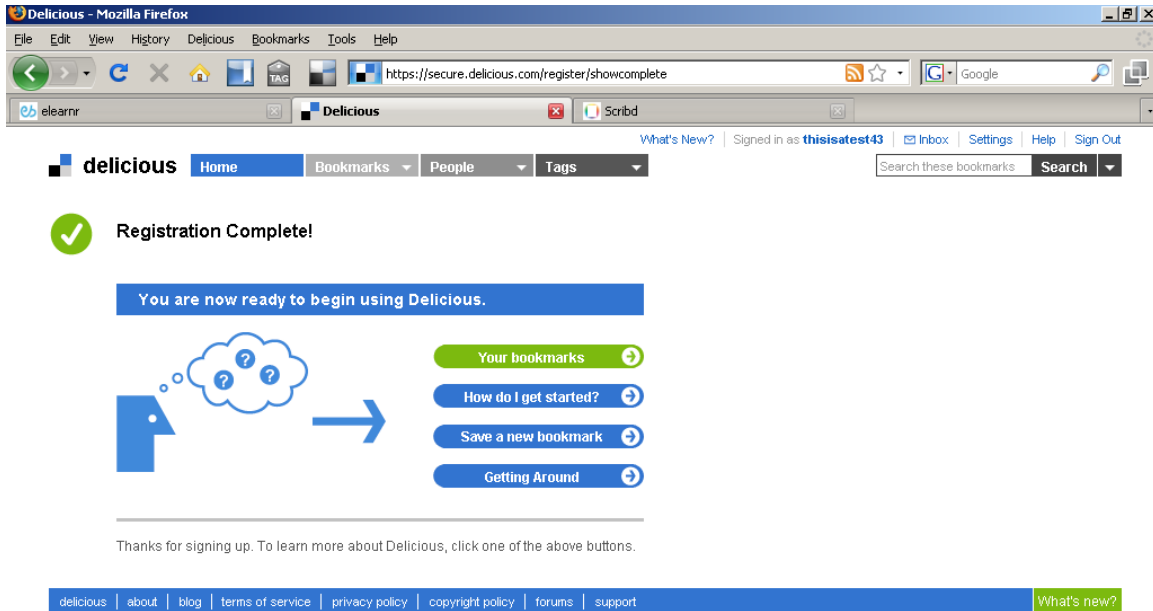 Delicious - Mozilla Firefox
File Edit View History Delicious Bookmarks Tools Help
TAG https://secure.delicious.com/register/showcomplete G Google
eb elearnr Delicious Scribd
What's New? Signed in as thisisatest43 Inbox Settings Help Sign Out
delicious Home Bookmarks People Tags Search these bookmarks Search
Registration Complete!
You are now ready to begin using Delicious.
? ? ?
Your bookmarks
How do I get started?
Save a new bookmark
Getting Around
Thanks for signing up. To learn more about Delicious, click one of the above buttons.
delicious | about | blog | terms of service | privacy policy | copyright policy | forums | support What's new?